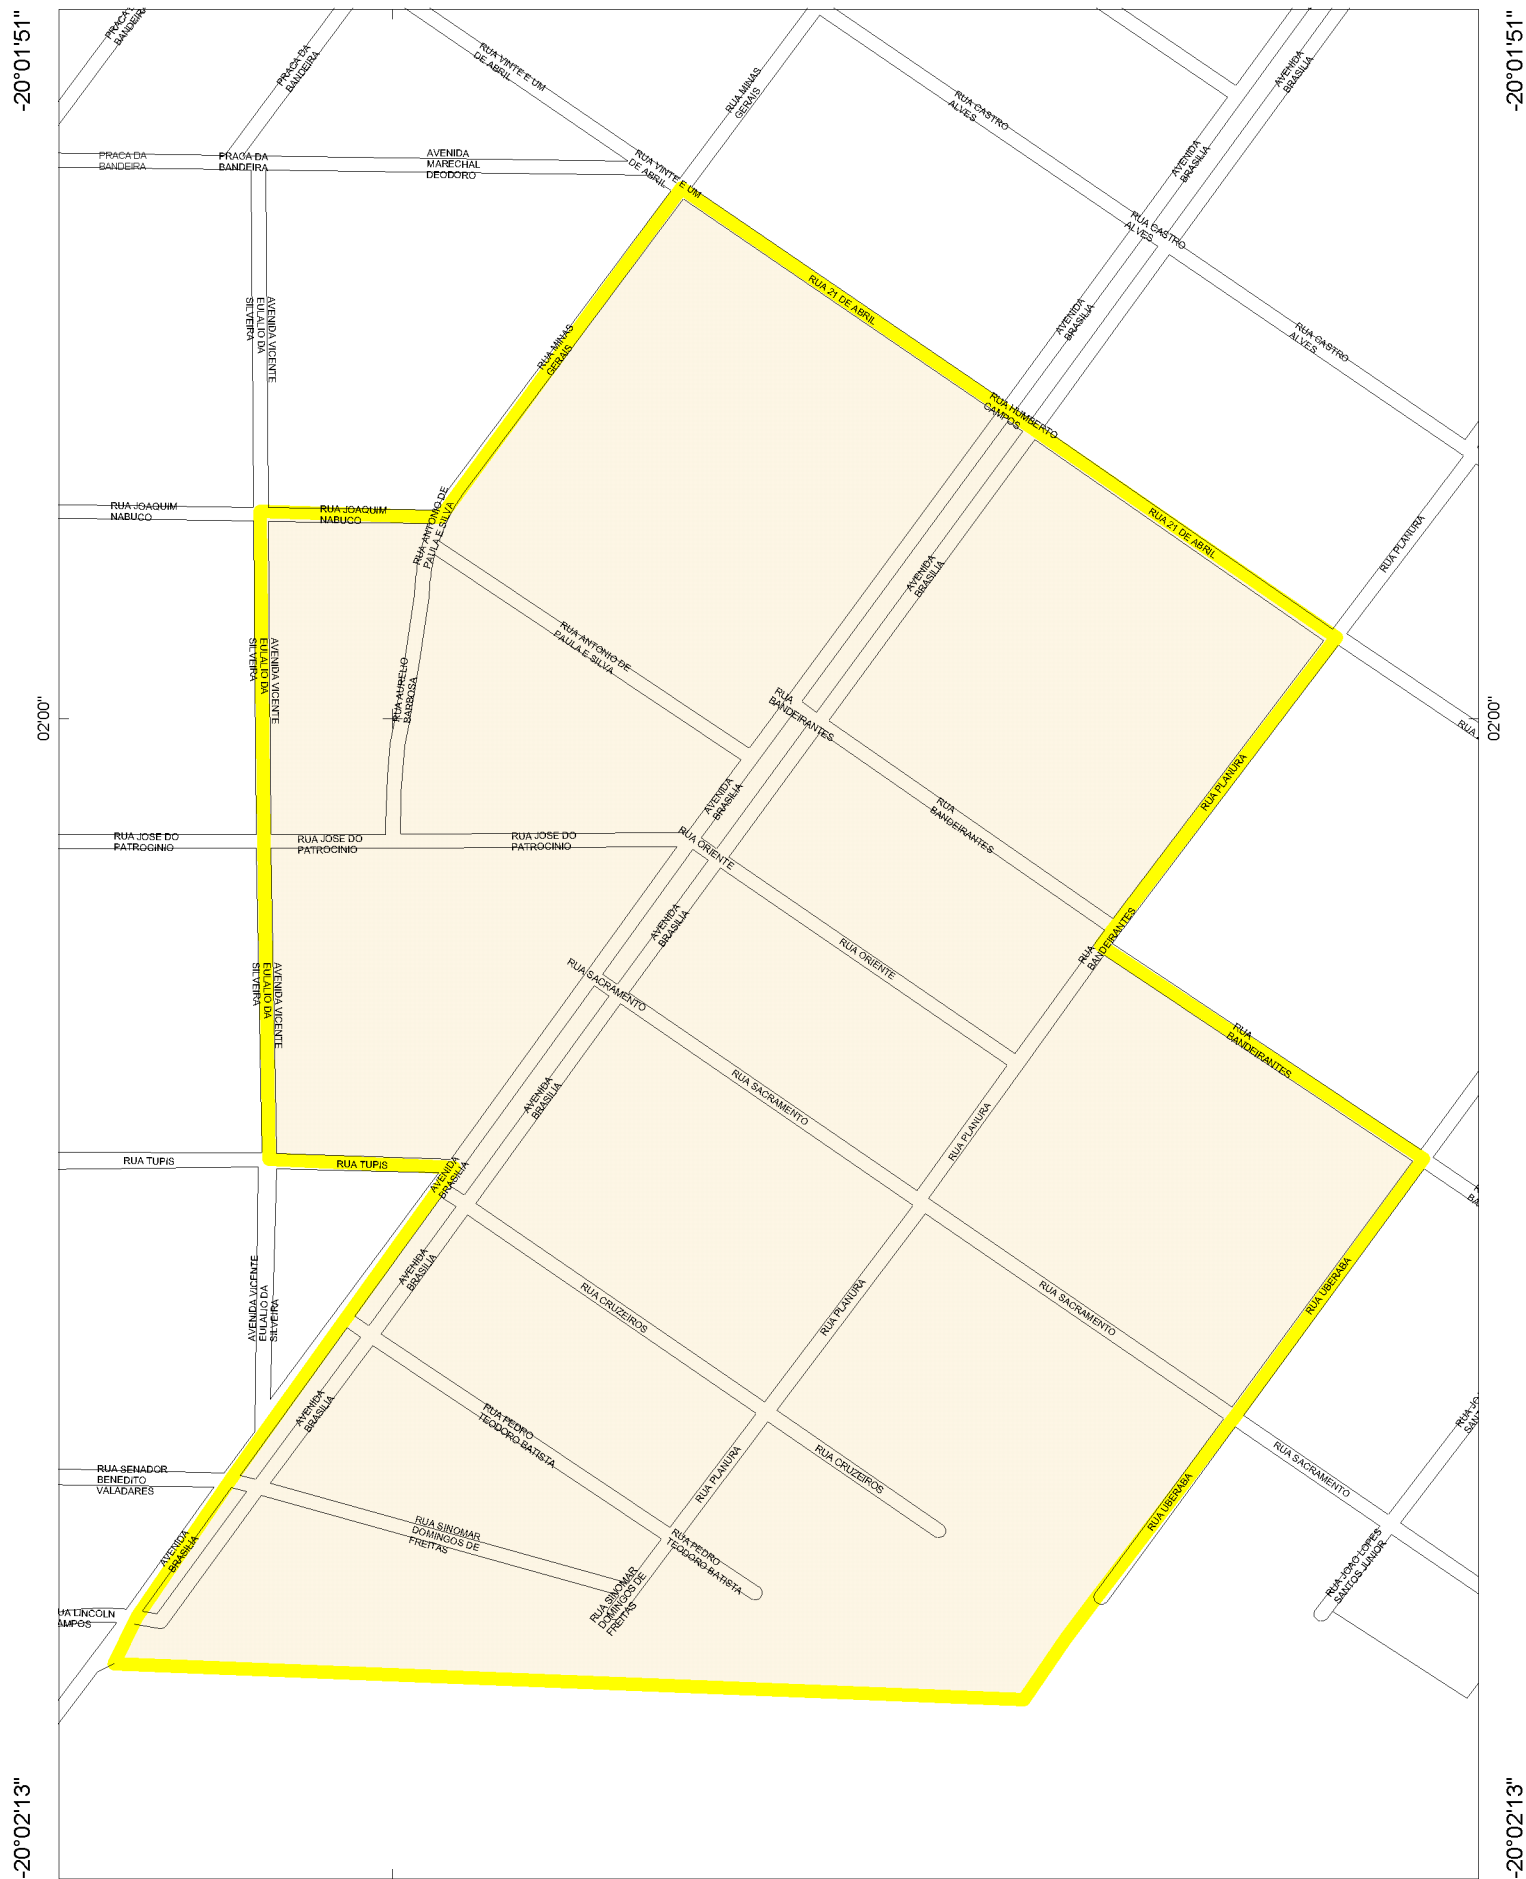 -20°01'51"
-20°01'51"
PRACA DA
BANDEIRA
RUA VINTE E UM
DE ABRIL
RUA MINAS
GERAIS
RUA CASTRO
ALVES
AVENIDA
BRASILIA
PRACA DA
BANDEIRA
PRACA DA
BANDEIRA
AVENIDA
MARECHAL
DEODORO
RUA VINTE E UM
DE ABRIL
AVENIDA
BRASILIA
RUA CASTRO
ALVES
AVENIDA VICENTE
EULALIO DA
SILVEIRA
RUA 21 DE ABRIL
AVENIDA
BRASILIA
RUA CASTRO
ALVES
RUA MINAS
GERAIS
RUA HUMBERTO
CAMPOS
RUA JOAQUIM
NABUCO
RUA JOAQUIM
NABUCO
RUA ANTONIO DE
PAULA E SILVA
RUA 21 DE ABRIL
RUA PLANURA
AVENIDA
BRASILIA
AVENIDA VICENTE
EULALIO DA
SILVEIRA
RUA AURELIO
BARBOSA
RUA ANTONIO DE
PAULA E SILVA
02'00"
RUA
BANDEIRANTES
RUA
02'00"
AVENIDA
BRASILIA
RUA PLANURA
RUA JOSE DO
PATROCINIO
RUA JOSE DO
PATROCINIO
RUA JOSE DO
PATROCINIO
RUA ORIENTE
RUA
BANDEIRANTES
AVENIDA
BRASILIA
RUA ORIENTE
RUA
BANDEIRANTES
AVENIDA VICENTE
EULALIO DA
SILVEIRA
RUA SACRAMENTO
RUA
BANDEIRANTES
AVENIDA
BRASILIA
RUA SACRAMENTO
RUA PLANURA
RUA TUPIS
RUA TUPIS
AVENIDA
BRASILIA
AVENIDA VICENTE
EULALIO DA
SILVEIRA
AVENIDA
BRASILIA
RUA CRUZEIROS
RUA PLANURA
RUA SACRAMENTO
RUA UBERABA
AVENIDA
BRASILIA
RUA PEDRO
TEODORO BATISTA
RUA PLANURA
RUA CRUZEIROS
RUA SACRAMENTO
RUA SENADOR
BENEDITO
VALADARES
RUA UBERABA
RUA SINOMAR
DOMINGOS DE
FREITAS
AVENIDA
BRASILIA
RUA PEDRO
TEODORO BATISTA
RUA SINOMAR
DOMINGOS DE
FREITAS
RUA JOAO LOPES
SANTOS JUNIOR
UA LINCOLN
AMPOS
-20°02'13"
-20°02'13"